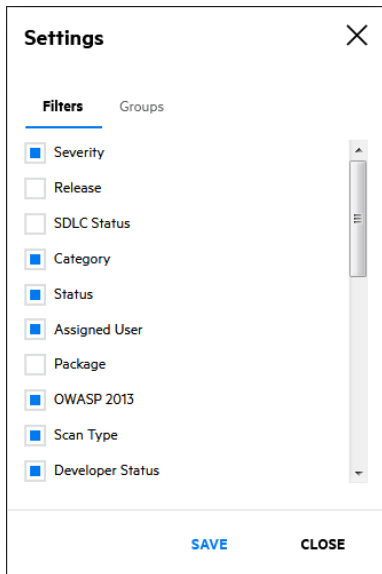 Settings
Filters Groups
Severity
Release
SDLC Status
Category
Status
Assigned User
Package
OWASP 2013
Scan Type
Developer Status
SAVE CLOSE